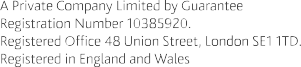 A Private Company Limited by Guarantee
Registration Number 10385920.
Registered Office 48 Union Street, London SE1 1TD.
Registered in England and Wales